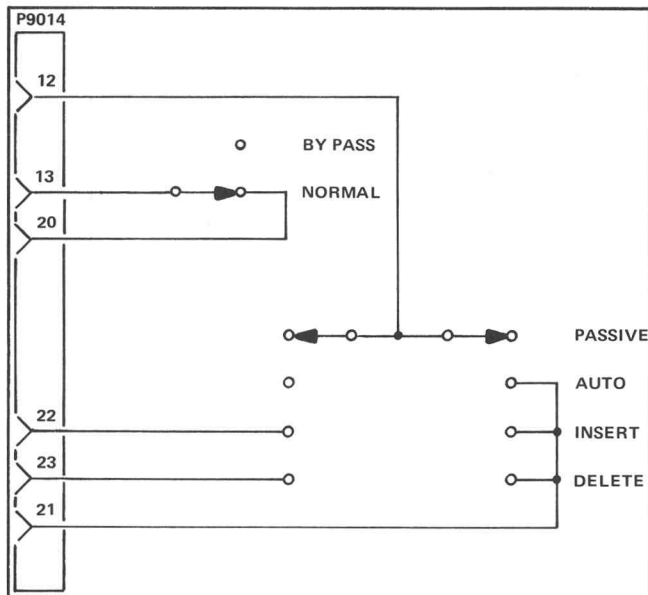 P9014
12
BY PASS
13
NORMAL
20
PASSIVE
AUTO
22
INSERT
23
DELETE
21